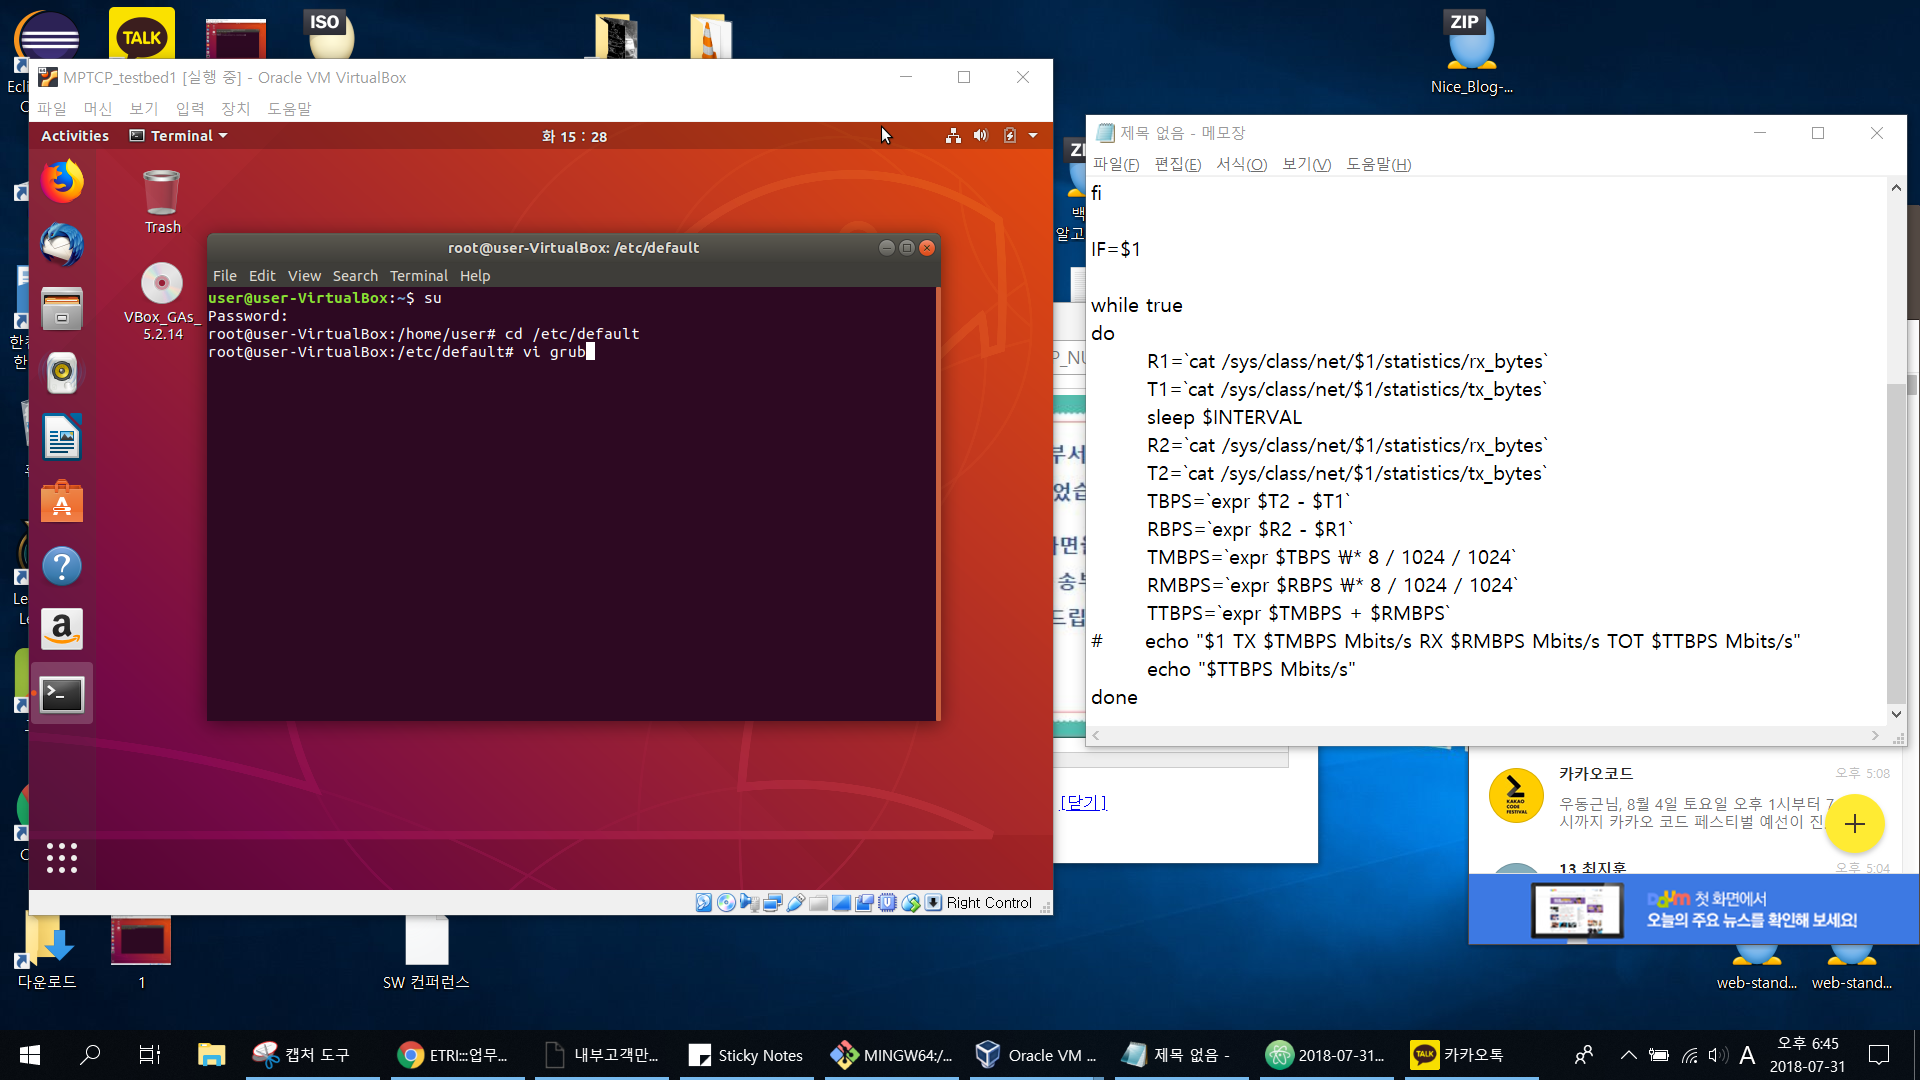 TALK
ISO
ZIP
Nice_Blog-...
MPTCP_testbed1 [실행 중] - Oracle VM VirtualBox
파일 머신 보기 입력 장치 도움말
Activities Terminal 화 15 : 28
Trash
VBox_GAs_
5.2.14
root@user-VirtualBox: /etc/default
File Edit View Search Terminal Help
user@user-VirtualBox:~$ su
Password:
root@user-VirtualBox:/home/user# cd /etc/default
root@user-VirtualBox:/etc/default# vi grub
Right Control
제목 없음 - 메모장
파일(F) 편집(E) 서식(O) 보기(V) 도움말(H)
fi
IF=$1
while true
do
R1=`cat /sys/class/net/$1/statistics/rx_bytes`
T1=`cat /sys/class/net/$1/statistics/tx_bytes`
sleep $INTERVAL
R2=`cat /sys/class/net/$1/statistics/rx_bytes`
T2=`cat /sys/class/net/$1/statistics/tx_bytes`
TBPS=`expr $T2 - $T1`
RBPS=`expr $R2 - $R1`
TMBPS=`expr $TBPS ₩* 8 / 1024 / 1024`
RMBPS=`expr $RBPS ₩* 8 / 1024 / 1024`
TTBPS=`expr $TMBPS + $RMBPS`
# echo "$1 TX $TMBPS Mbits/s RX $RMBPS Mbits/s TOT $TTBPS Mbits/s"
echo "$TTBPS Mbits/s"
done
[닫기]
카카오코드 오후 5:08
우동근님, 8월 4일 토요일 오후 1시부터 7
시까지 카카오 코드 페스티벌 예선이 진
13 최지훈 오후 5:04
KAKAO
CODE
FESTIVAL
Daum 첫 화면에서
오늘의 주요 뉴스를 확인해 보세요!
다운로드
1
SW 컨퍼런스
web-stand...
web-stand...
캡처 도구
ETRI:::업무...
내부고객만...
Sticky Notes
MINGW64:/...
Oracle VM ...
제목 없음 -
2018-07-31...
TALK
카카오톡
A
오후 6:45
2018-07-31